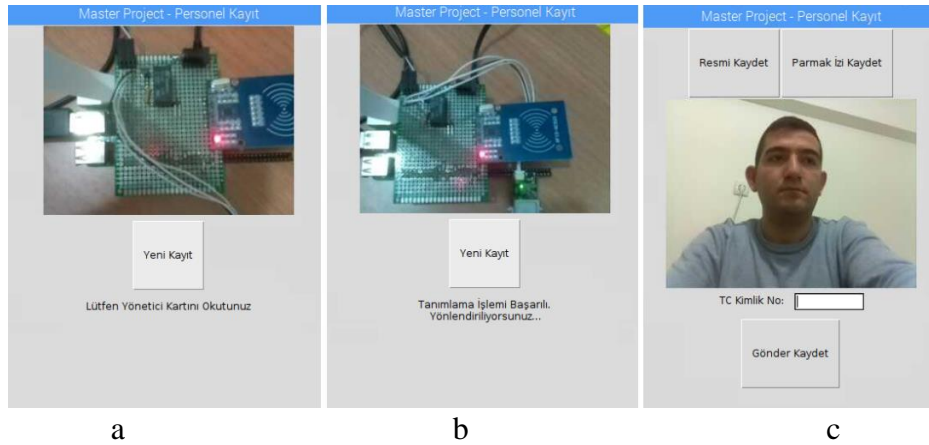 Master Project - Personel Kayıt
Yeni Kayıt
Lütfen Yönetici Kartını Okutunuz
a
Master Project - Personel Kayıt
Yeni Kayıt
Tanımlama İşlemi Başarılı.
Yönlendiriliyorsunuz...
b
Master Project - Personel Kayıt
Resmi Kaydet
Parmak İzi Kaydet
TC Kimlik No:
Gönder Kaydet
c